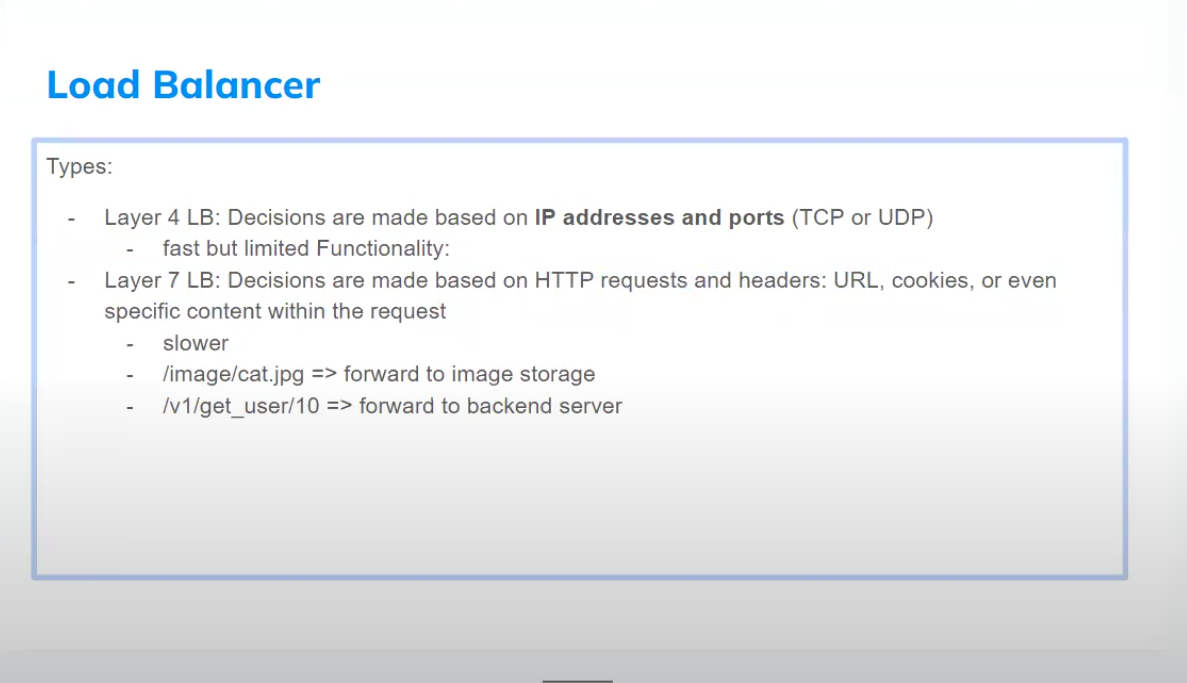 Load Balancer
Types:
- Layer 4 LB: Decisions are made based on IP addresses and ports (TCP or UDP)
- fast but limited Functionality:
- Layer 7 LB: Decisions are made based on HTTP requests and headers: URL, cookies, or even
specific content within the request
- slower
- /image/cat.jpg => forward to image storage
- /v1/get_user/10 => forward to backend server